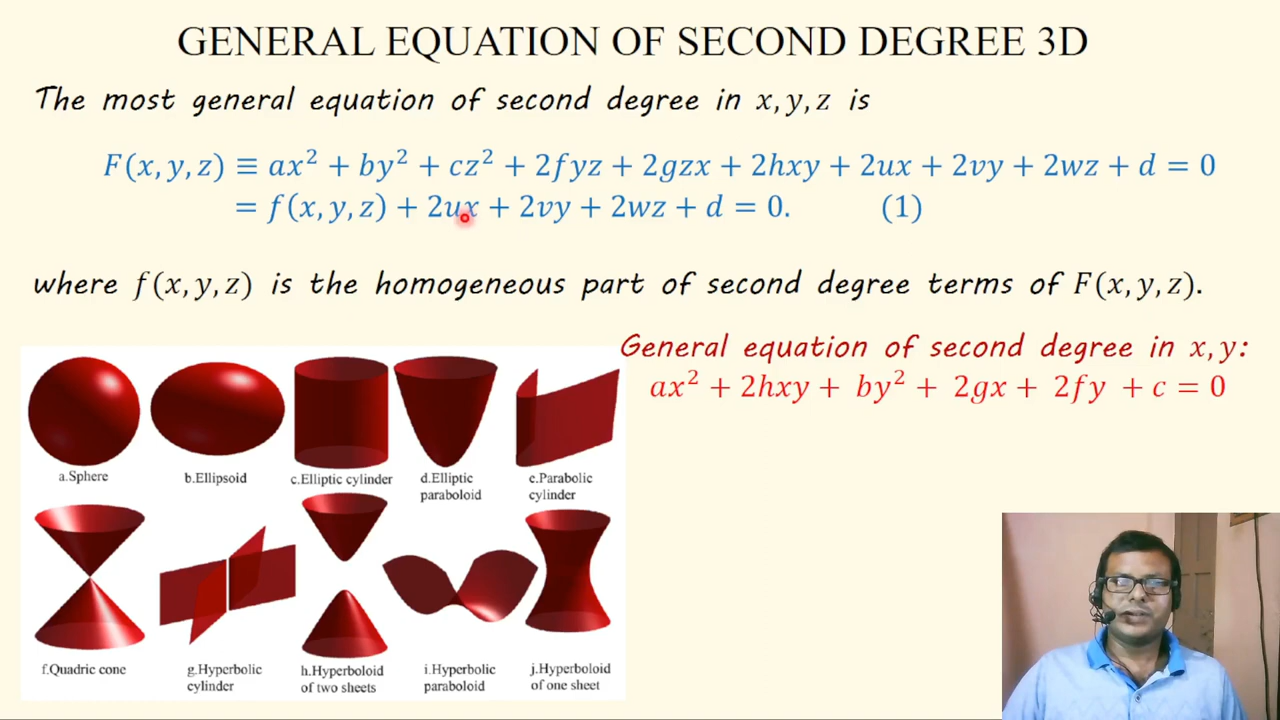 GENERAL EQUATION OF SECOND DEGREE 3D
The most general equation of second degree in x, y, z is
F(x, y, z) ≡ ax² + by² + cz² + 2fyz + 2gzx + 2hxy + 2ux + 2vy + 2wz + d = 0
= f(x, y, z) + 2ux + 2vy + 2wz + d = 0. (1)
where f(x, y, z) is the homogeneous part of second degree terms of F(x, y, z).
General equation of second degree in x, y:
ax² + 2hxy + by² + 2gx + 2fy + c = 0
a.Sphere
b.Ellipsoid
c.Elliptic cylinder
d.Elliptic
paraboloid
e.Parabolic
cylinder
f.Quadric cone
g.Hyperbolic
cylinder
h.Hyperboloid
of two sheets
i.Hyperbolic
paraboloid
j.Hyperboloid
of one sheet